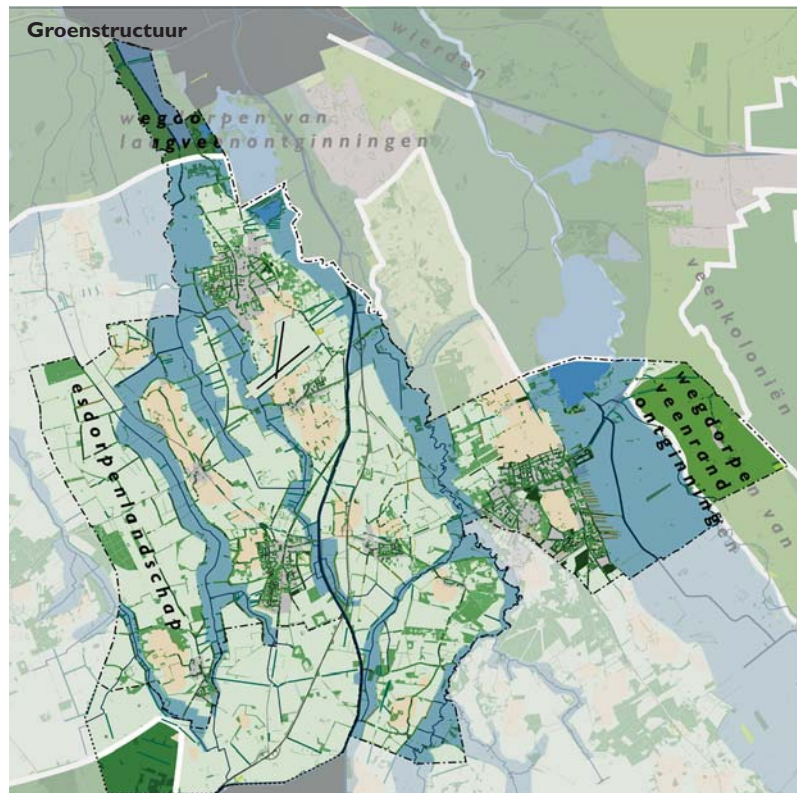 Groenstructuur
wierden
wegdorpen van
laagveenontginningen
veenkoloniën
esdorpenlandschap
wegdorpen van
veenrand
ontginningen